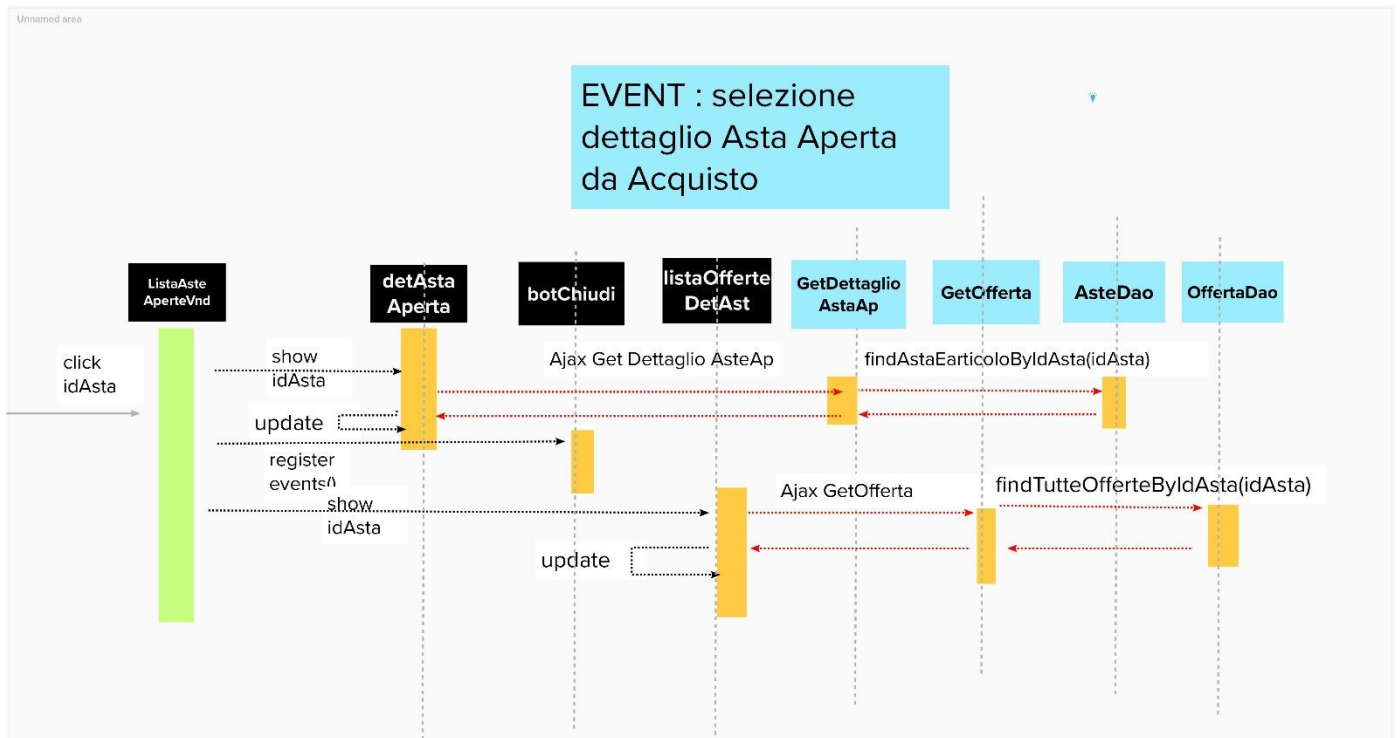 Unnamed area
EVENT : selezione
dettaglio Asta Aperta
da Acquisto
ListaAste
AperteVnd
detAsta
Aperta
botChiudi
listaOfferte
DetAst
GetDettaglio
AstaAp
GetOfferta
AsteDao
OffertaDao
click
idAsta
show
idAsta
Ajax Get Dettaglio AsteAp
findAstaEarticoloByIdAsta(idAsta)
update
register
events()
show
idAsta
Ajax GetOfferta
findTutteOfferteByIdAsta(idAsta)
update